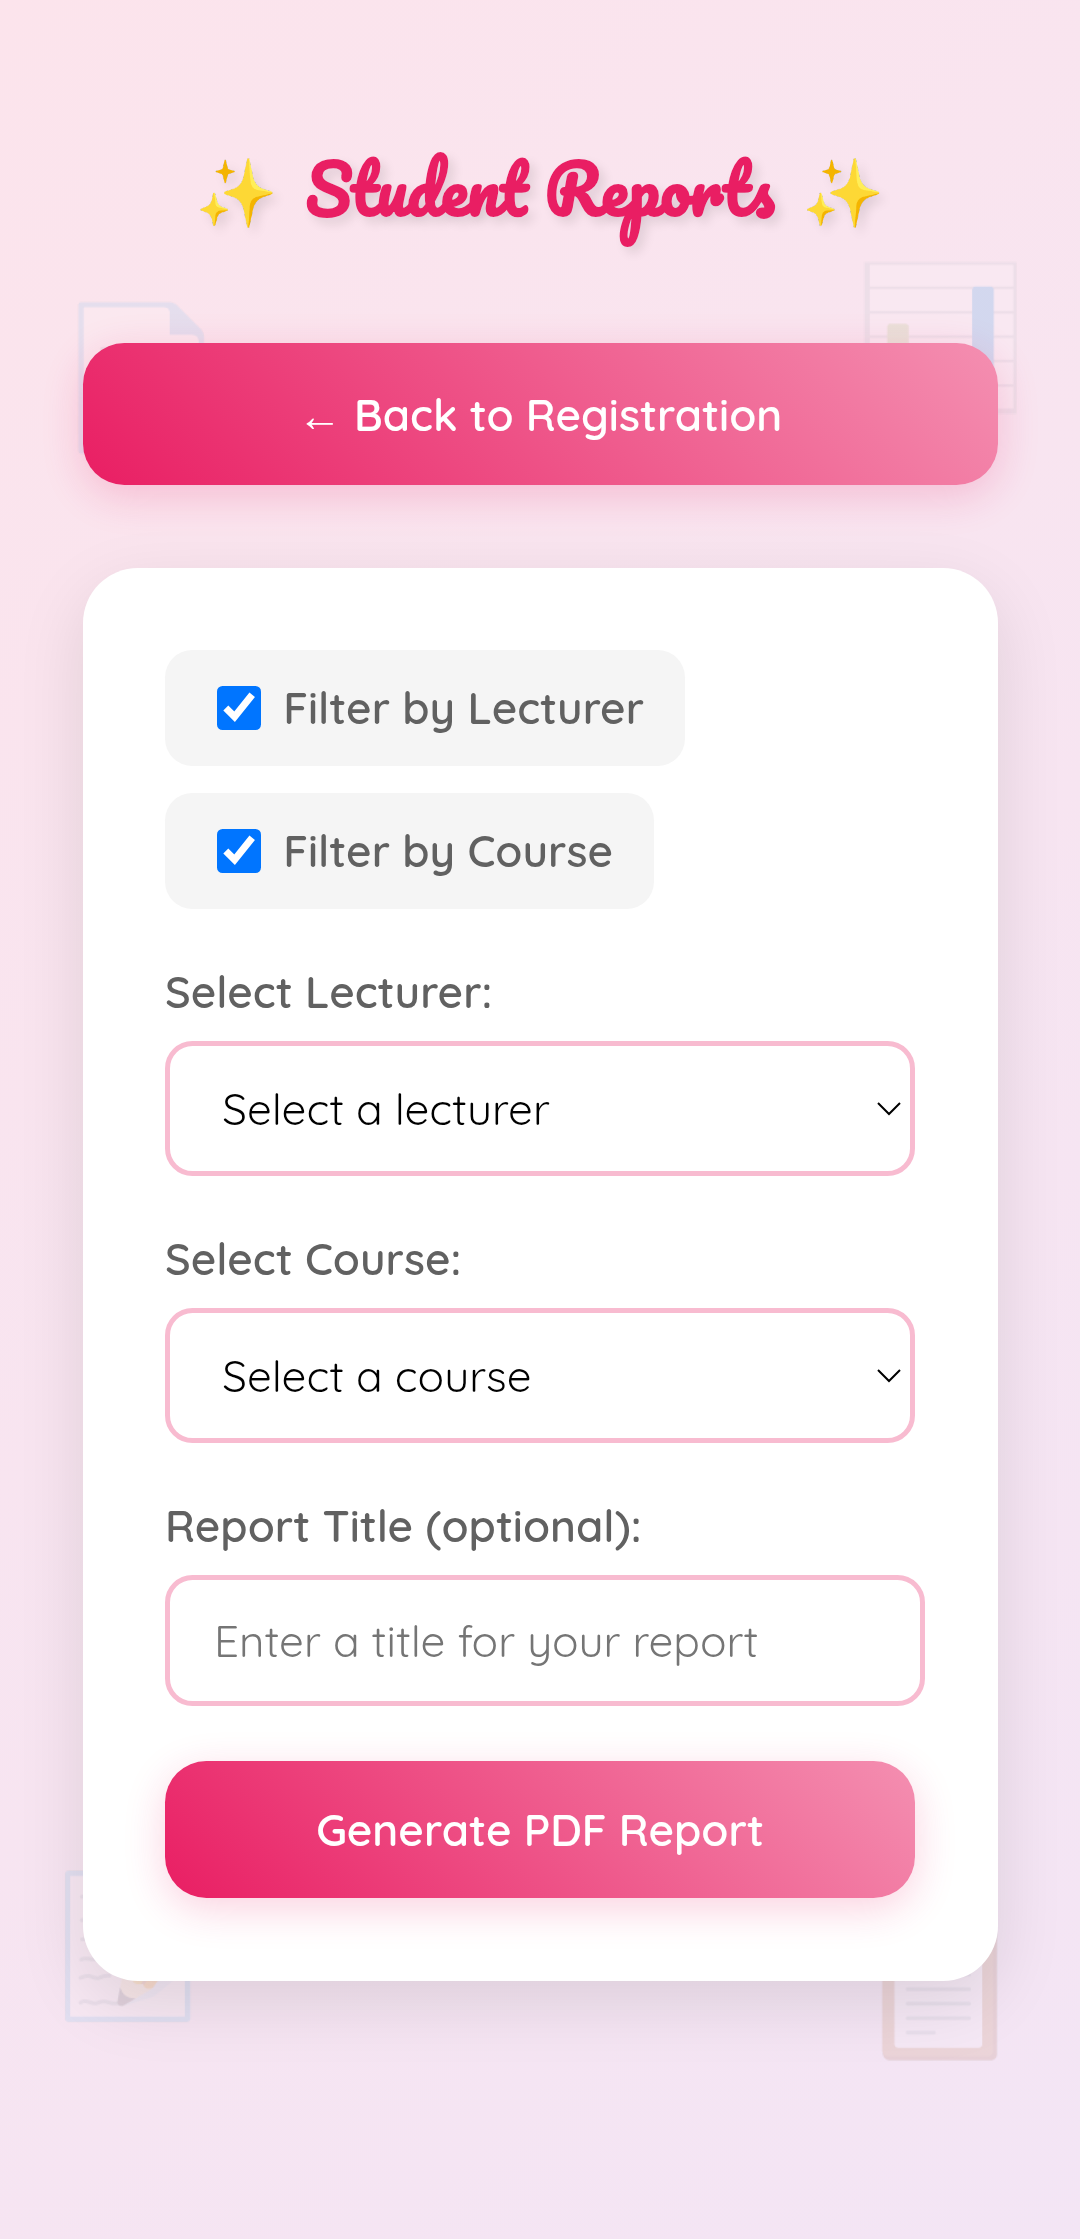 ✨ Student Reports ✨
← Back to Registration
Filter by Lecturer
Filter by Course
Select Lecturer:
Select a lecturer
Select Course:
Select a course
Report Title (optional):
Enter a title for your report
Generate PDF Report